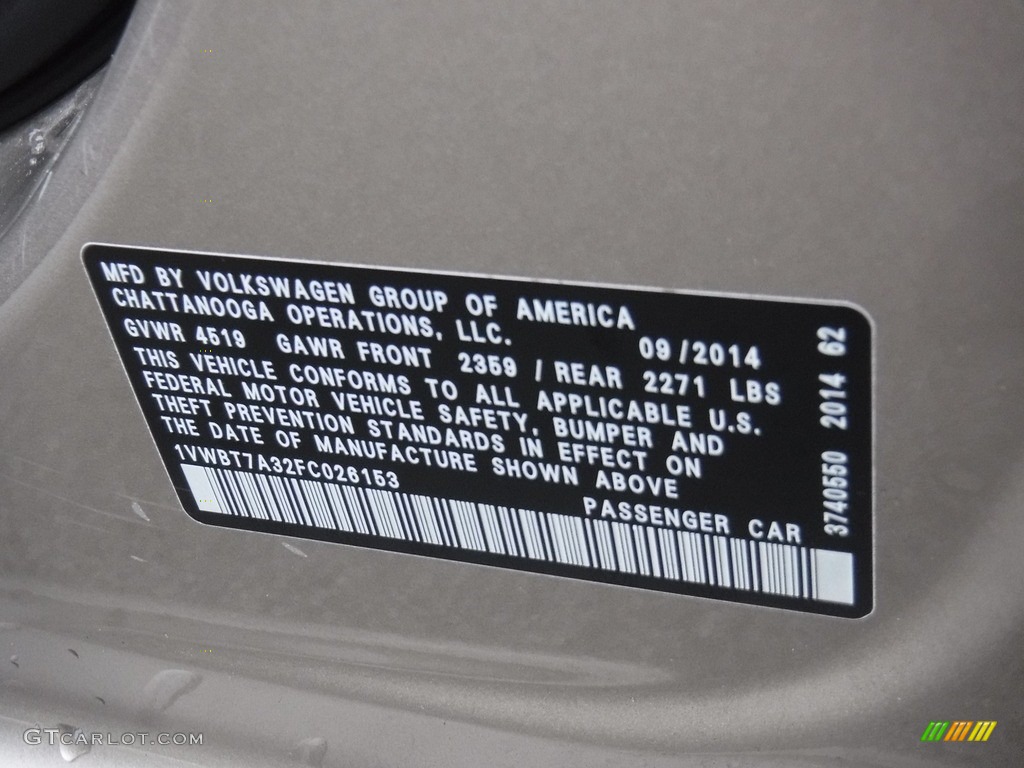 MFD BY VOLKSWAGEN GROUP OF AMERICA
CHATTANOOGA OPERATIONS, LLC.
09/2014
GVWR 4519 GAWR FRONT 2359 / REAR 2271 LBS
THIS VEHICLE CONFORMS TO ALL APPLICABLE U.S.
FEDERAL MOTOR VEHICLE SAFETY, BUMPER AND
THEFT PREVENTION STANDARDS IN EFFECT ON
THE DATE OF MANUFACTURE SHOWN ABOVE
1VWBT7A32FC026153
PASSENGER CAR
3740550 2014 62
GTCARLOT.COM